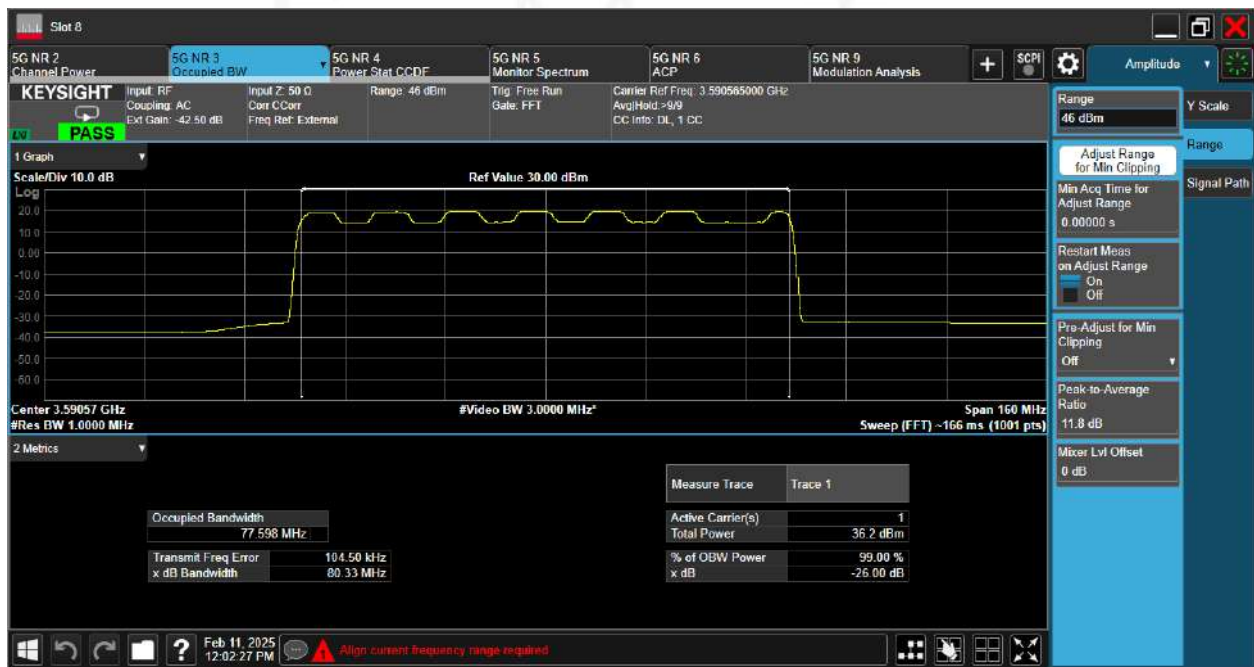 Slot 8
5G NR 2
Channel Power
5G NR 3
Occupied BW
5G NR 4
Power Stat CCDF
5G NR 5
Monitor Spectrum
5G NR 6
ACP
5G NR 9
Modulation Analysis
+
SCPI
Amplitude
KEYSIGHT
LXI
PASS
Input: RF
Coupling: AC
Ext Gain: -42.50 dB
Input Z: 50 Ω
Corr CCorr
Freq Ref: External
Range: 46 dBm
Trig: Free Run
Gate: FFT
Carrier Ref Freq: 3.590565000 GHz
Avg|Hold:>9/9
CC Info: DL, 1 CC
Range
46 dBm
Adjust Range
for Min Clipping
Min Acq Time for
Adjust Range
0.00000 s
Restart Meas
on Adjust Range
On
Off
Pre-Adjust for Min
Clipping
Off
Peak-to-Average
Ratio
11.8 dB
Mixer Lvl Offset
0 dB
Y Scale
Range
Signal Path
1 Graph
Scale/Div 10.0 dB
Ref Value 30.00 dBm
Log
20.0
10.0
0.00
-10.0
-20.0
-30.0
-40.0
-50.0
-60.0
Center 3.59057 GHz
#Res BW 1.0000 MHz
#Video BW 3.0000 MHz*
Span 160 MHz
Sweep (FFT) ~166 ms (1001 pts)
2 Metrics
Measure Trace Trace 1
Occupied Bandwidth
77.598 MHz
Transmit Freq Error 104.50 kHz
x dB Bandwidth 80.33 MHz
Active Carrier(s) 1
Total Power 36.2 dBm
% of OBW Power 99.00 %
x dB -26.00 dB
?
Feb 11, 2025
12:02:27 PM
Align current frequency range required